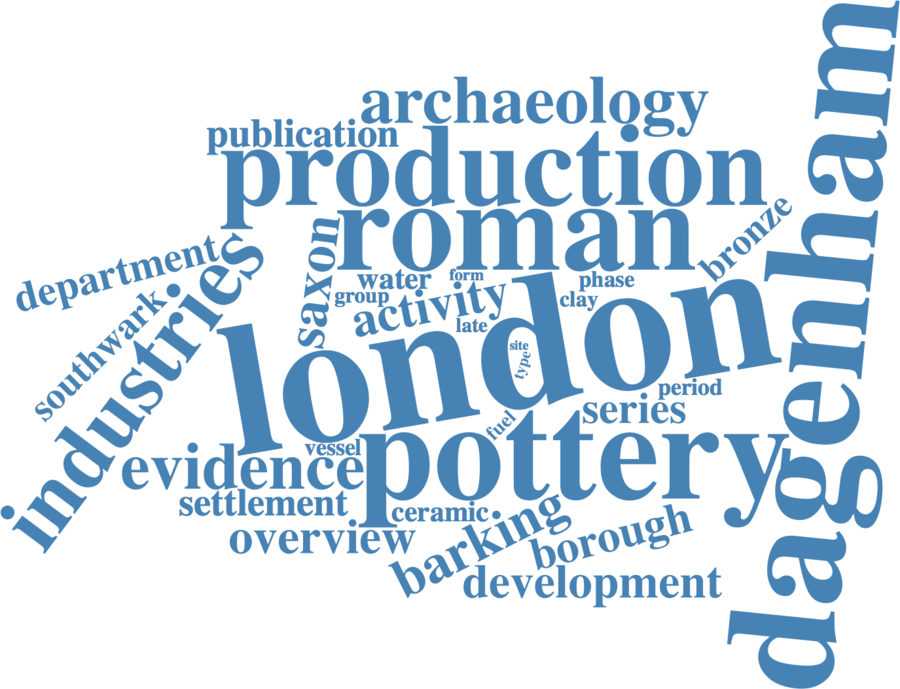 archaeology
publication
production
roman
dagenham
bronze
department
saxon
industries
southwark
water
form
phase
group
clay
activity
late
london
site
type
period
series
fuel
pottery
vessel
evidence
settlement
ceramic
overview
barking
borough
development